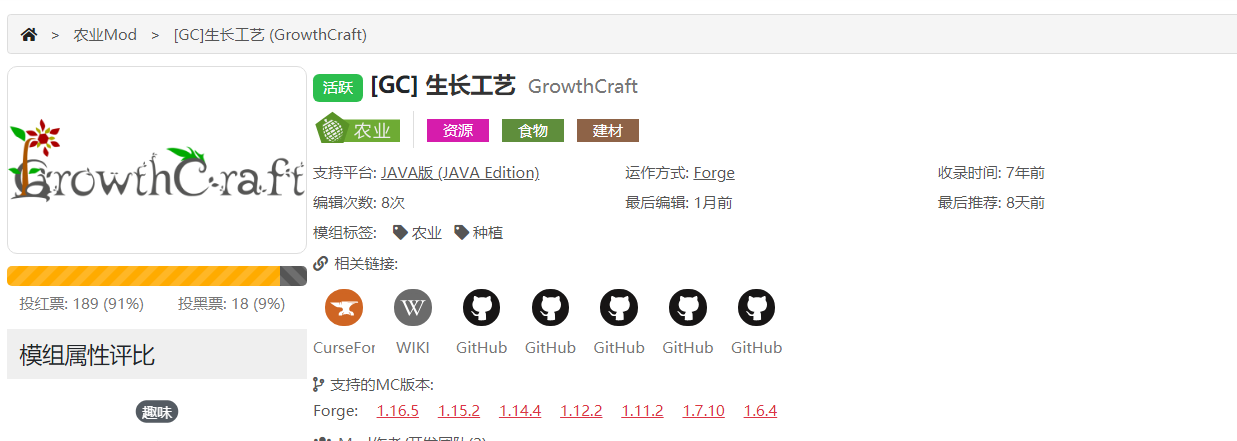 > 农业Mod > [GC]生长工艺 (GrowthCraft)
GrowthCraft
活跃 [GC] 生长工艺 GrowthCraft
农业 资源 食物 建材
支持平台: JAVA版 (JAVA Edition) 运作方式: Forge 收录时间: 7年前
编辑次数: 8次 最后编辑: 1月前 最后推荐: 8天前
模组标签: 农业 种植
相关链接:
W
CurseFor WIKI GitHub GitHub GitHub GitHub GitHub
投红票: 189 (91%) 投黑票: 18 (9%)
模组属性评比
趣味
支持的MC版本:
Forge: 1.16.5 1.15.2 1.14.4 1.12.2 1.11.2 1.7.10 1.6.4